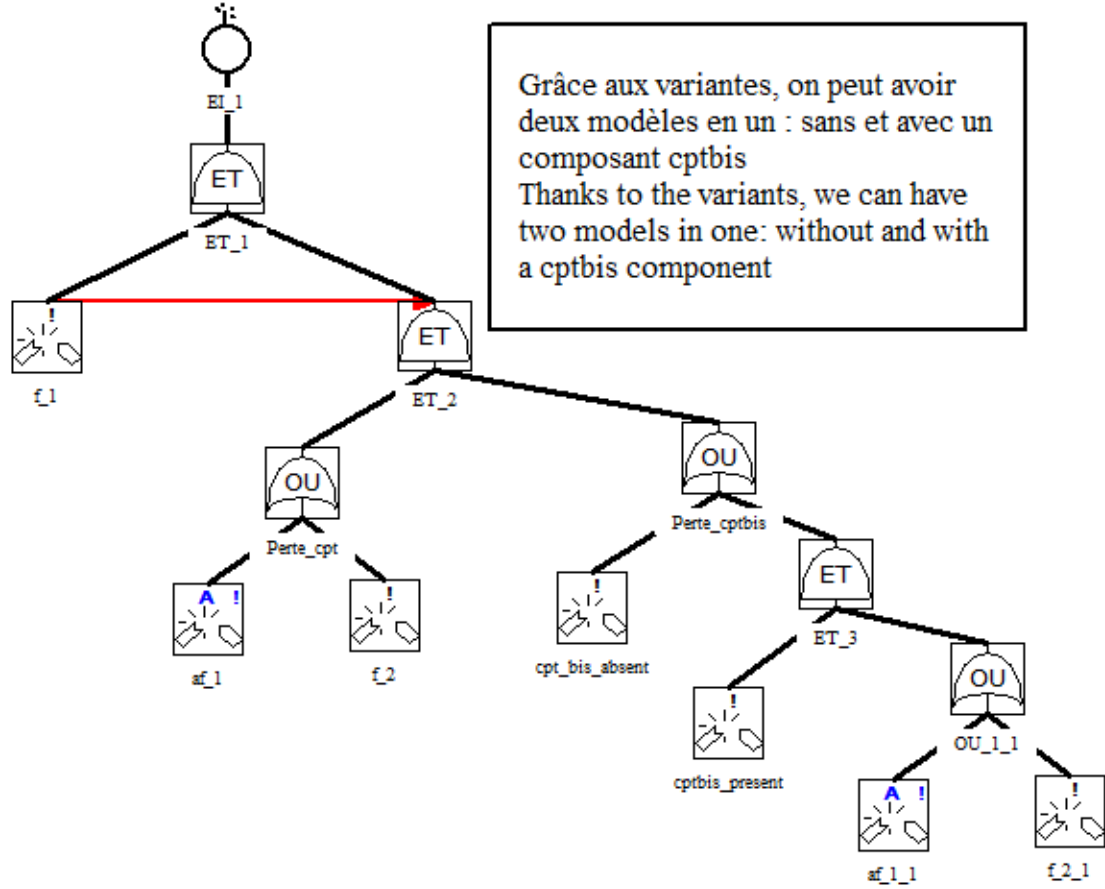 EI_1
Grâce aux variantes, on peut avoir
deux modèles en un : sans et avec un
composant cptbis
Thanks to the variants, we can have
two models in one: without and with
a cptbis component
ET
ET_1
!
f_1
ET
ET_2
OU
Perte_cpt
OU
Perte_cptbis
A !
af_1
!
f_2
!
cpt_bis_absent
ET
ET_3
!
cptbis_present
OU
OU_1_1
A !
af_1_1
!
f_2_1